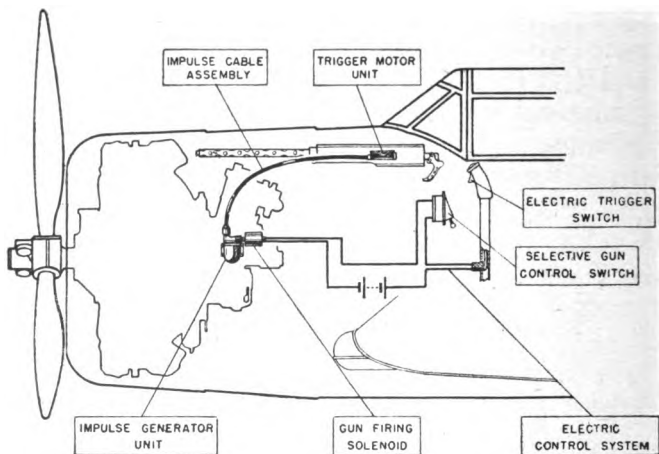 IMPULSE CABLE
ASSEMBLY
TRIGGER MOTOR
UNIT
ELECTRIC TRIGGER
SWITCH
SELECTIVE GUN
CONTROL SWITCH
IMPULSE GENERATOR
UNIT
GUN FIRING
SOLENOID
ELECTRIC
CONTROL SYSTEM